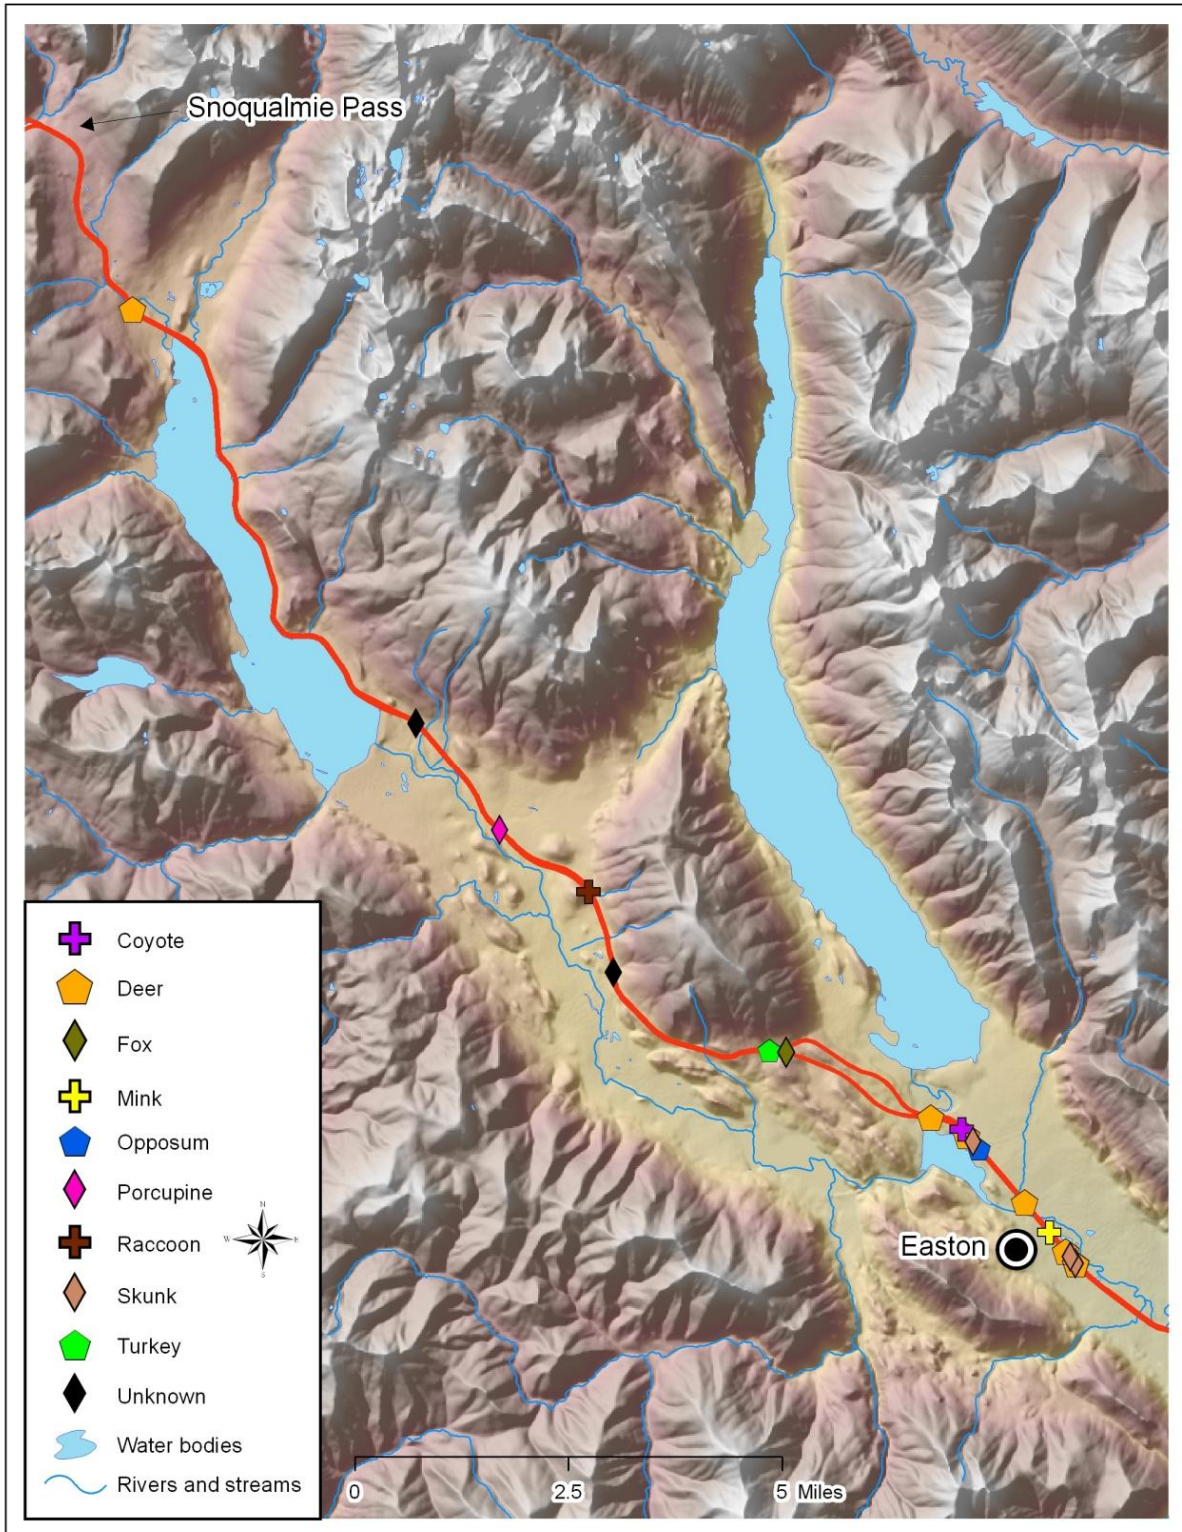 Snoqualmie Pass
Coyote
Deer
Fox
Mink
Opposum
Porcupine
Raccoon
Skunk
Turkey
Unknown
Water bodies
Rivers and streams
N
W E
S
Easton
0 2.5 5 Miles